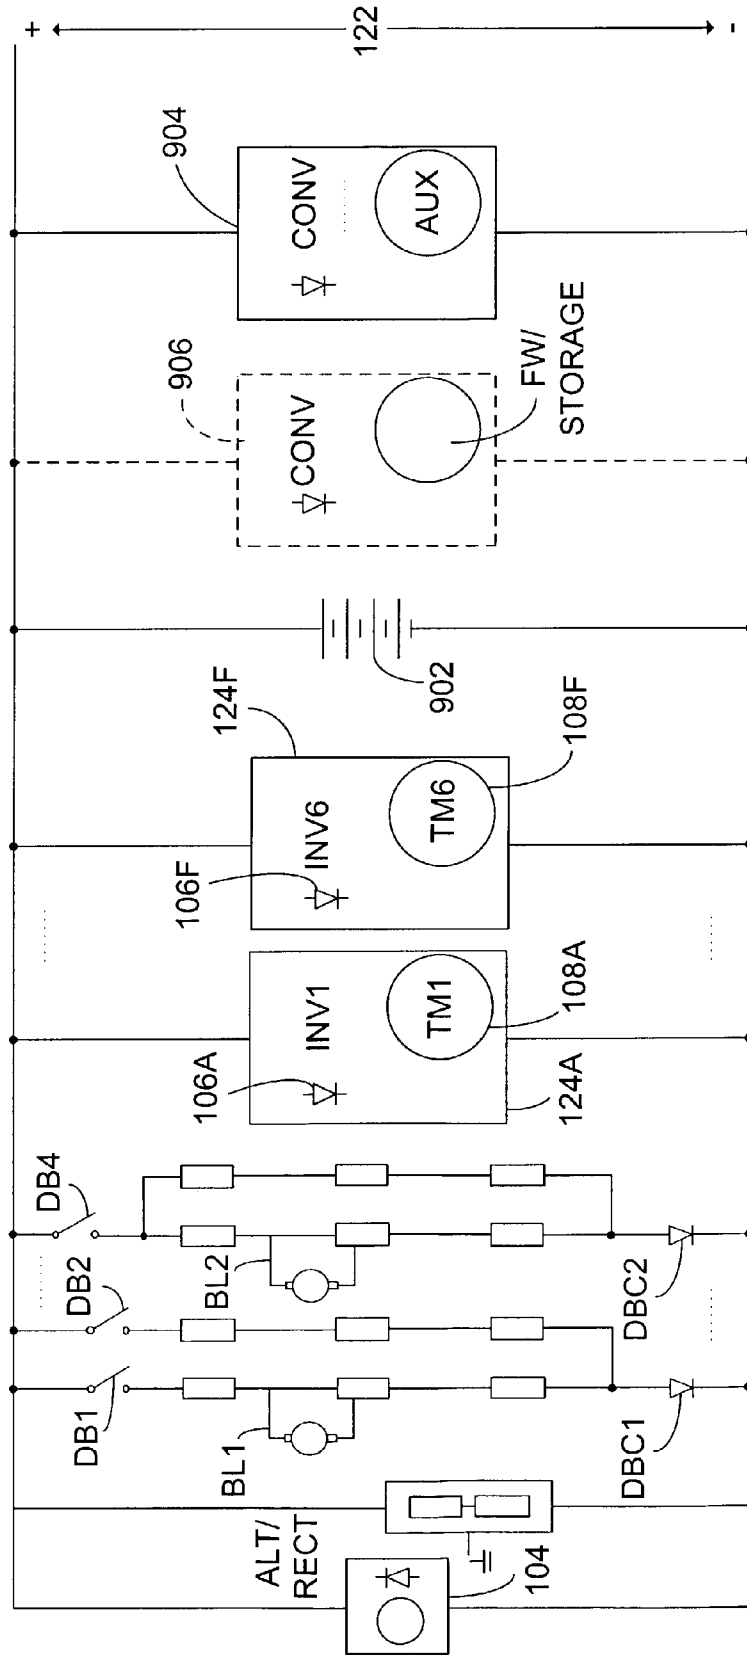 ALT/
RECT
104
DB1
BL1
DBC1
DB2
DB4
BL2
DBC2
106A
INV1
TM1
108A
124A
106F
INV6
TM6
108F
124F
902
906
CONV
FW/
STORAGE
904
CONV
AUX
+
122
-